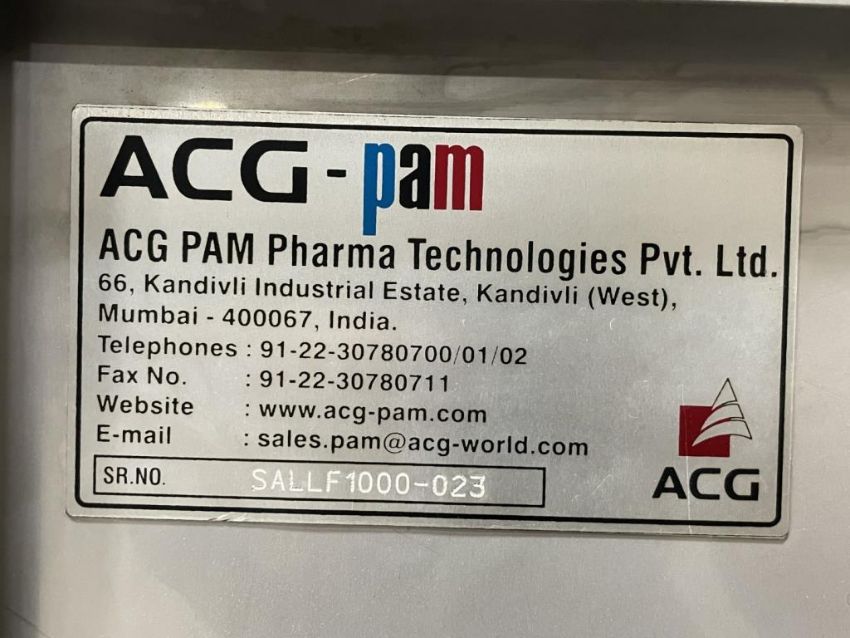 ACG - pam
ACG PAM Pharma Technologies Pvt. Ltd.
66, Kandivli Industrial Estate, Kandivli (West),
Mumbai - 400067, India.
Telephones : 91-22-30780700/01/02
Fax No. : 91-22-30780711
Website : www.acg-pam.com
E-mail : sales.pam@acg-world.com
SR.NO. SALLF1000-023
ACG